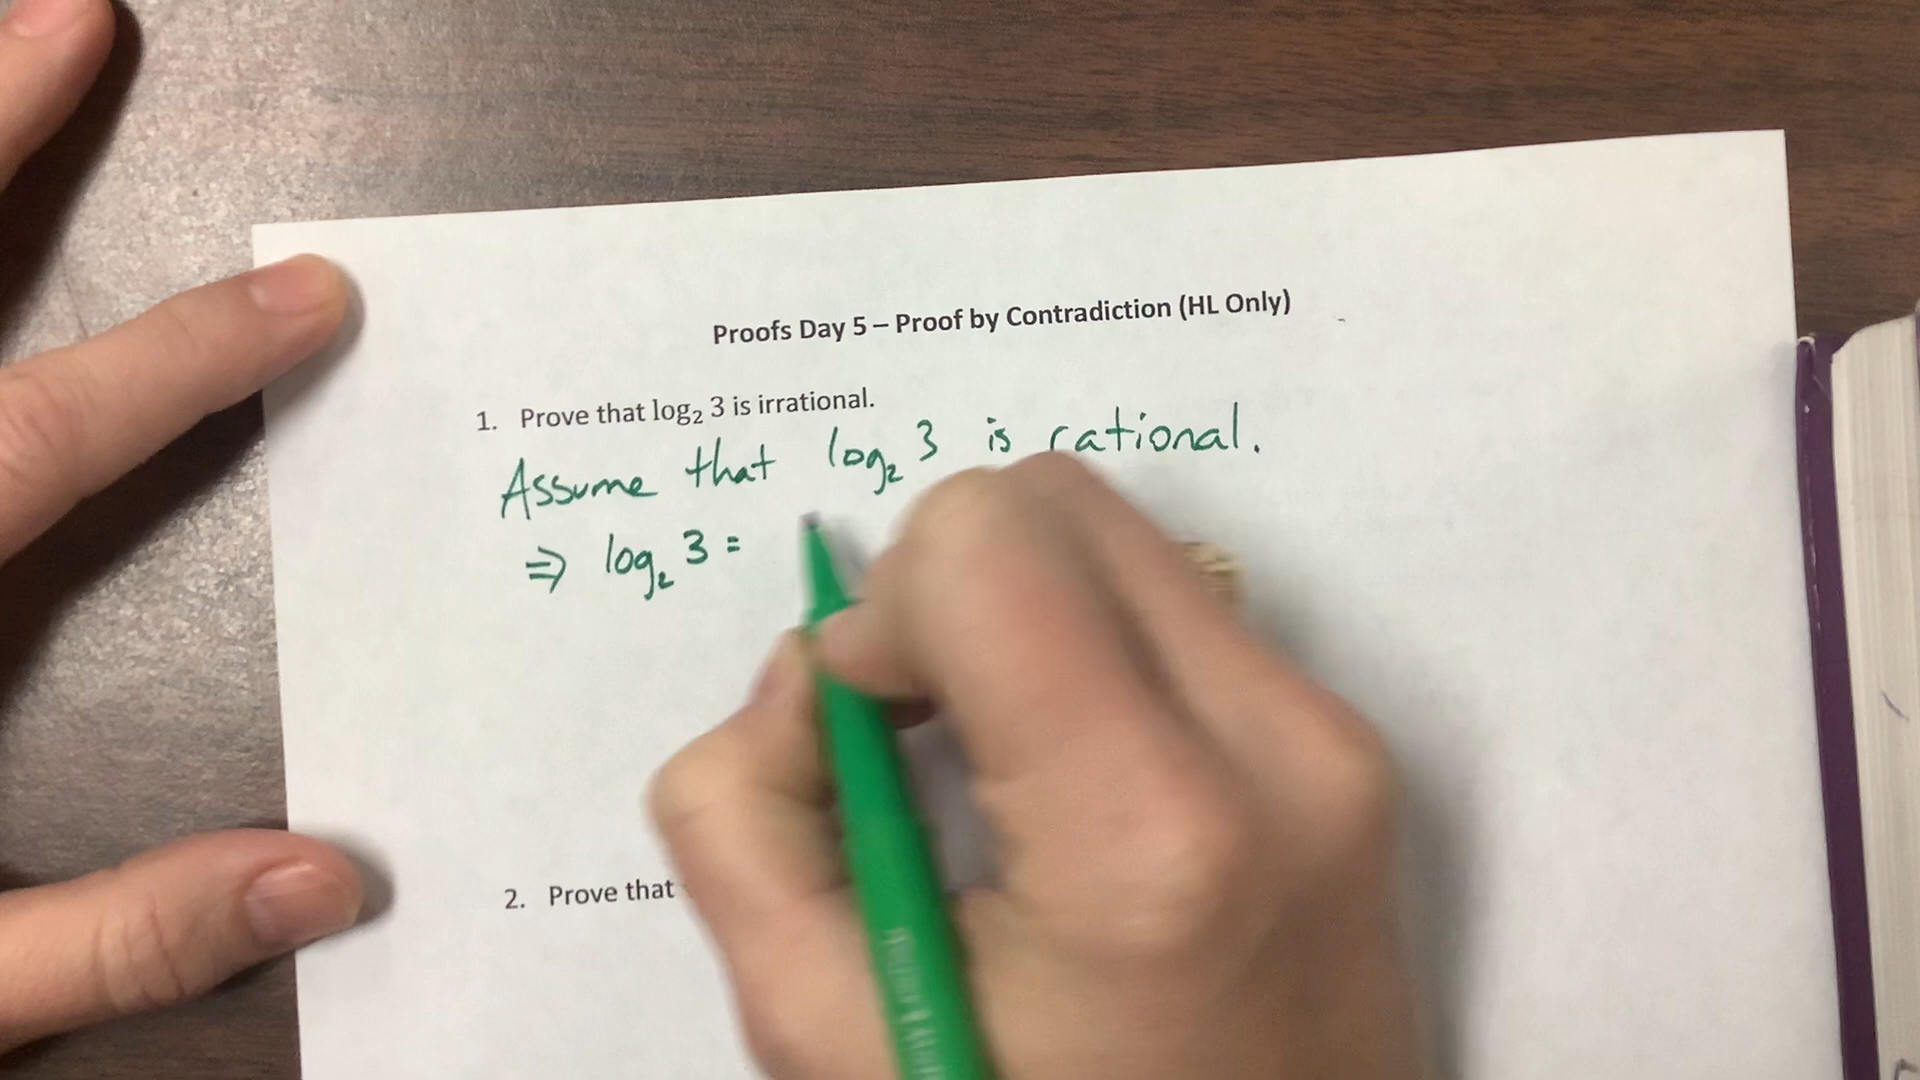 Proofs Day 5 – Proof by Contradiction (HL Only)
1. Prove that log₂ 3 is irrational.
Assume that log₂ 3 is rational.
⇒ log₂ 3 =
2. Prove that